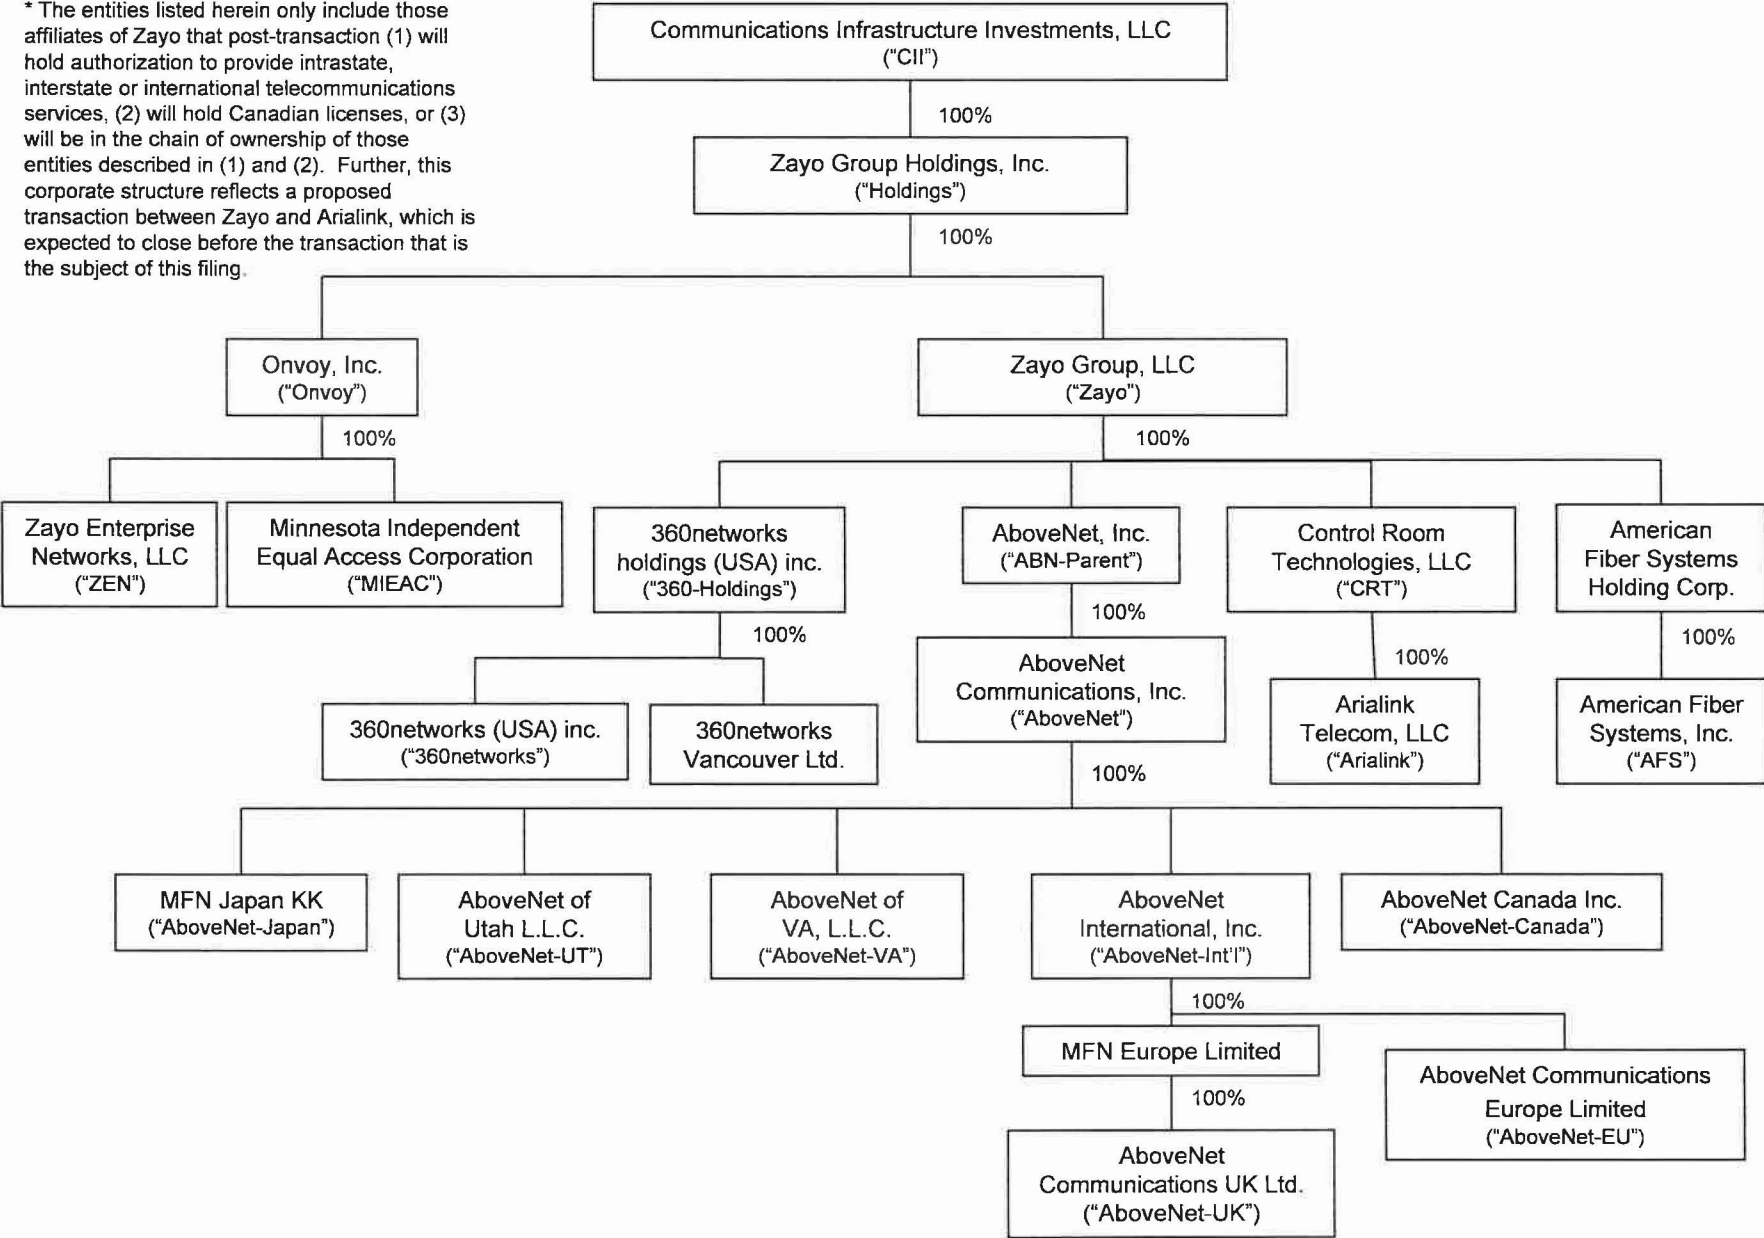 * The entities listed herein only include those
affiliates of Zayo that post-transaction (1) will
hold authorization to provide intrastate,
interstate or international telecommunications
services, (2) will hold Canadian licenses, or (3)
will be in the chain of ownership of those
entities described in (1) and (2). Further, this
corporate structure reflects a proposed
transaction between Zayo and Arialink, which is
expected to close before the transaction that is
the subject of this filing.
Communications Infrastructure Investments, LLC
("CII")
100%
Zayo Group Holdings, Inc.
("Holdings")
100%
Onvoy, Inc.
("Onvoy")
100%
Zayo Group, LLC
("Zayo")
100%
Zayo Enterprise
Networks, LLC
("ZEN")
Minnesota Independent
Equal Access Corporation
("MIEAC")
360networks
holdings (USA) inc.
("360-Holdings")
100%
AboveNet, Inc.
("ABN-Parent")
100%
Control Room
Technologies, LLC
("CRT")
100%
American
Fiber Systems
Holding Corp.
100%
360networks (USA) inc.
("360networks")
360networks
Vancouver Ltd.
AboveNet
Communications, Inc.
("AboveNet")
100%
Arialink
Telecom, LLC
("Arialink")
American Fiber
Systems, Inc.
("AFS")
MFN Japan KK
("AboveNet-Japan")
AboveNet of
Utah L.L.C.
("AboveNet-UT")
AboveNet of
VA, L.L.C.
("AboveNet-VA")
AboveNet
International, Inc.
("AboveNet-Int'l")
100%
AboveNet Canada Inc.
("AboveNet-Canada")
MFN Europe Limited
100%
AboveNet Communications
Europe Limited
("AboveNet-EU")
AboveNet
Communications UK Ltd.
("AboveNet-UK")